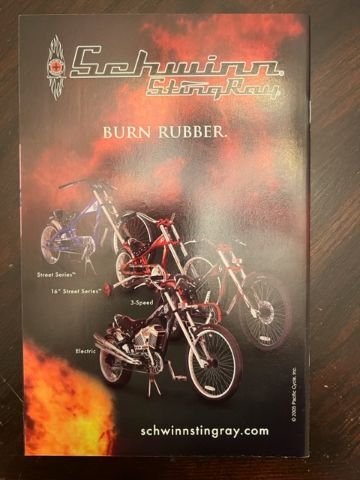 Schwinn®
StingRay®
BURN RUBBER.
Street Series™
16" Street Series™
3-Speed
Electric
schwinnstingray.com
© 2005 Pacific Cycle, Inc.